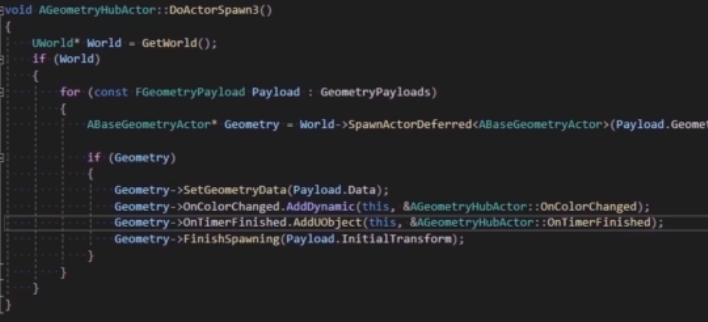 void AGeometryHubActor::DoActorSpawn3()
{
UWorld* World = GetWorld();
if (World)
{
for (const FGeometryPayload Payload : GeometryPayloads)
{
ABaseGeometryActor* Geometry = World->SpawnActorDeferred<ABaseGeometryActor>(Payload.Geomet
if (Geometry)
{
Geometry->SetGeometryData(Payload.Data);
Geometry->OnColorChanged.AddDynamic(this, &AGeometryHubActor::OnColorChanged);
Geometry->OnTimerFinished.AddUObject(this, &AGeometryHubActor::OnTimerFinished);
Geometry->FinishSpawning(Payload.InitialTransform);
}
}
}
}